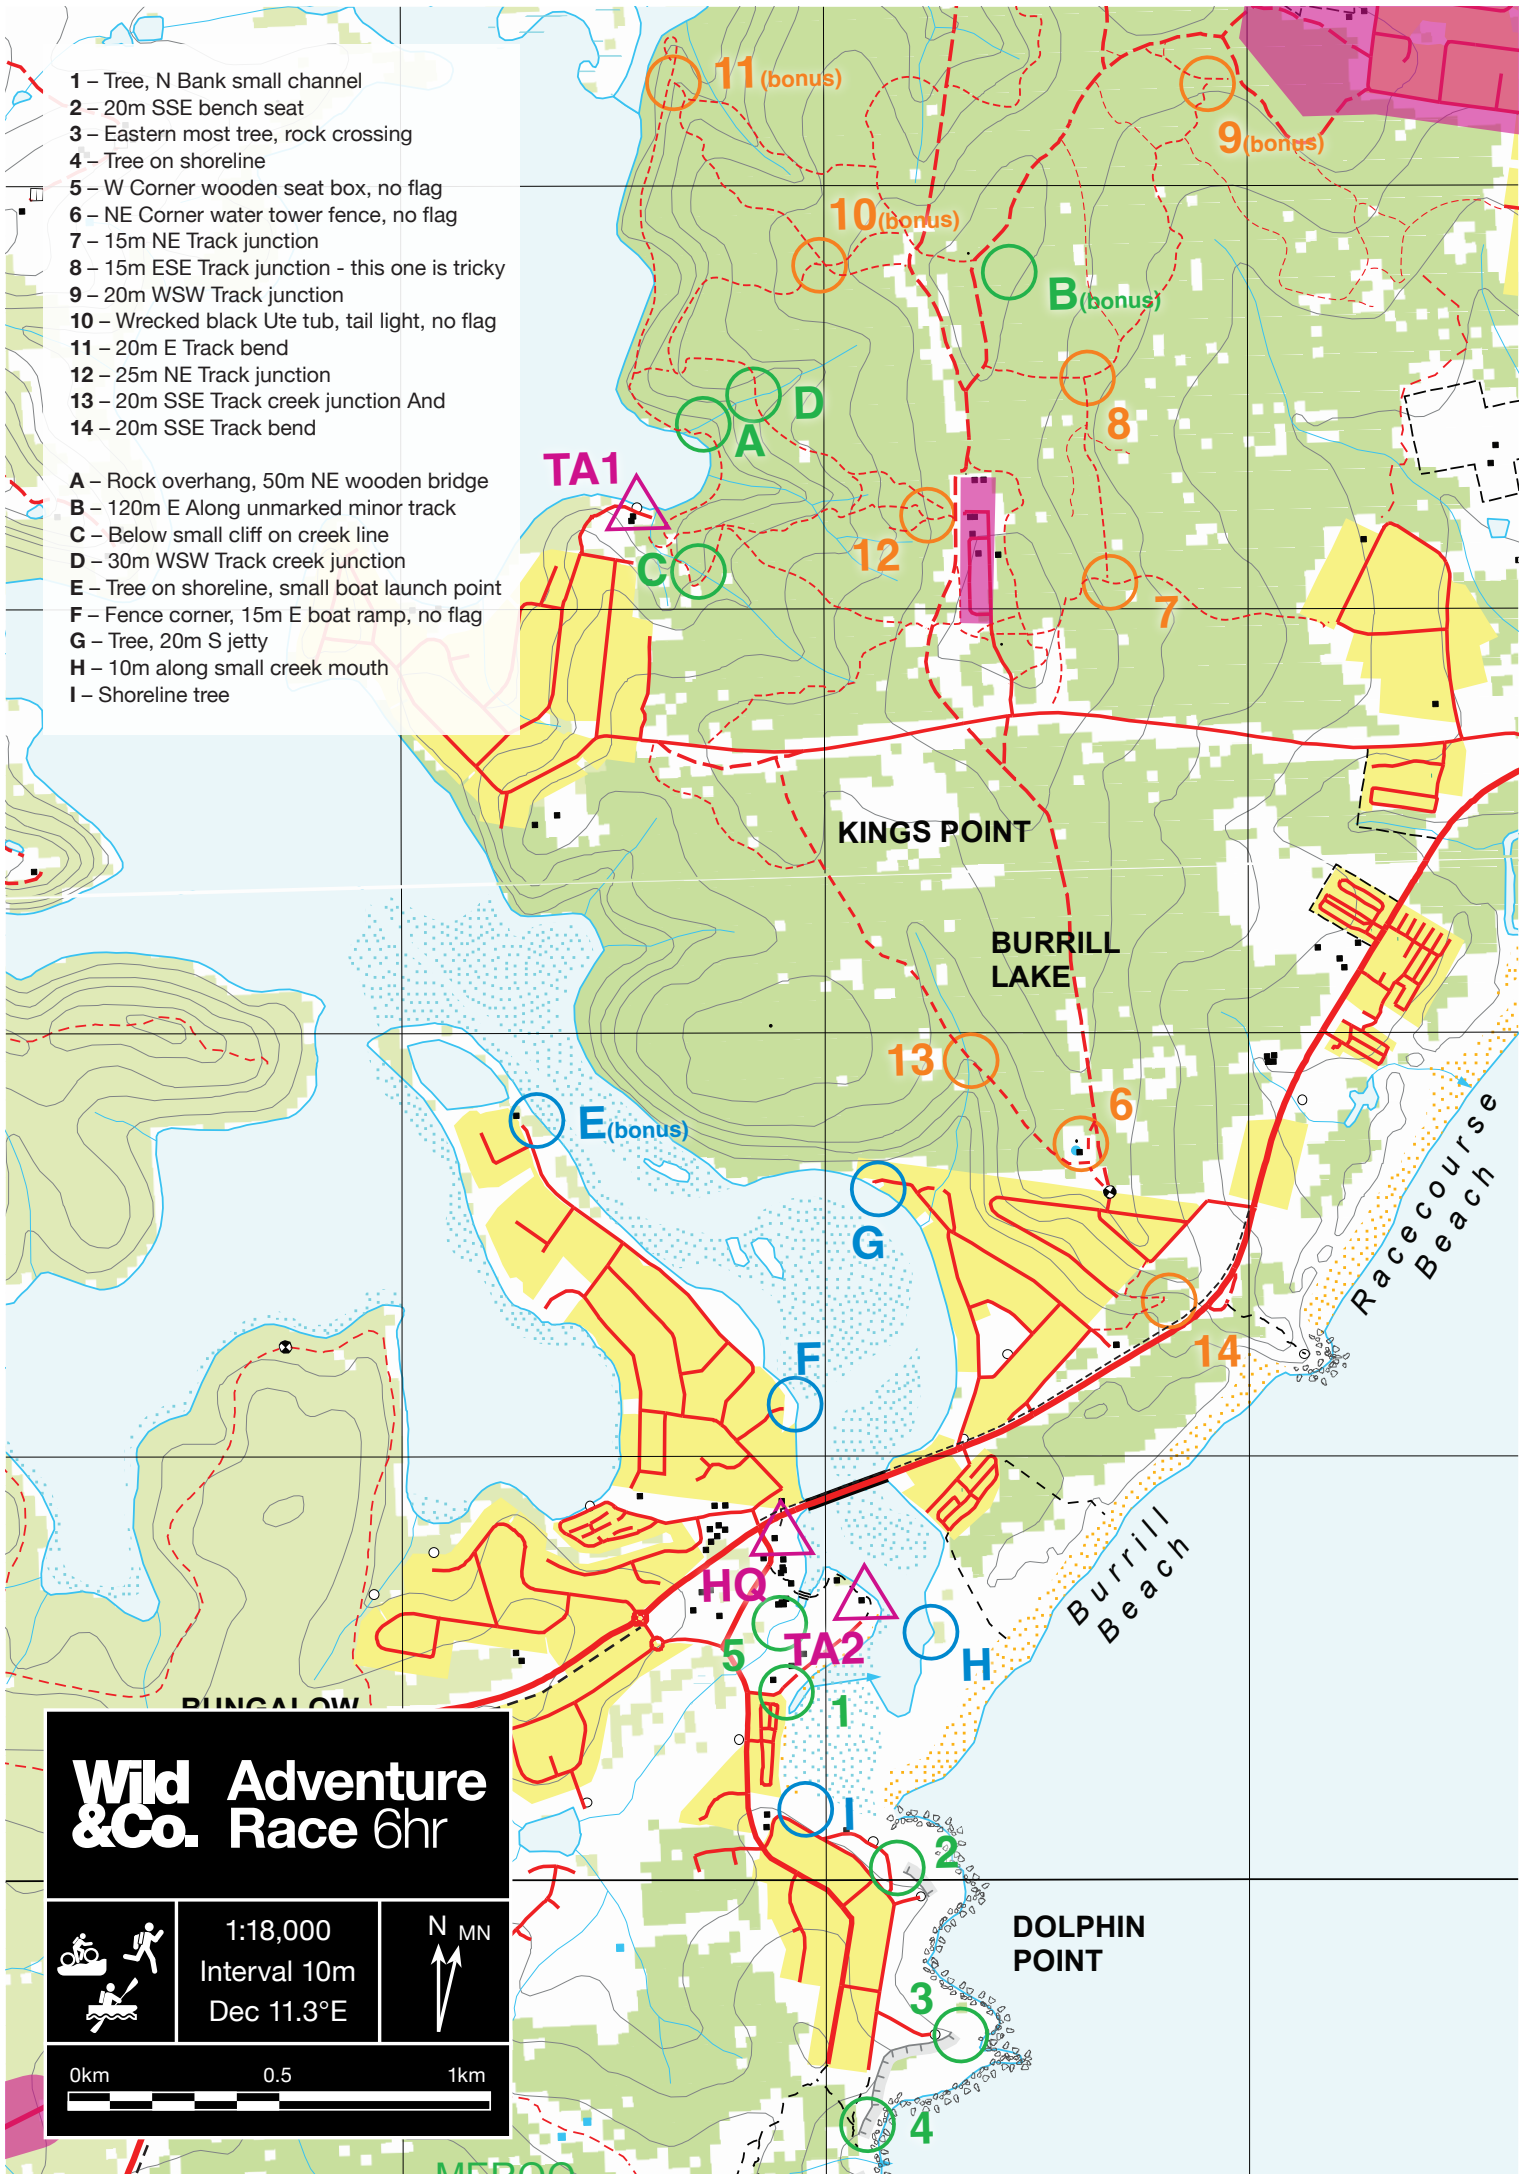 1 – Tree, N Bank small channel
2 – 20m SSE bench seat
3 – Eastern most tree, rock crossing
4 – Tree on shoreline
5 – W Corner wooden seat box, no flag
6 – NE Corner water tower fence, no flag
7 – 15m NE Track junction
8 – 15m ESE Track junction - this one is tricky
9 – 20m WSW Track junction
10 – Wrecked black Ute tub, tail light, no flag
11 – 20m E Track bend
12 – 25m NE Track junction
13 – 20m SSE Track creek junction And
14 – 20m SSE Track bend
A – Rock overhang, 50m NE wooden bridge
B – 120m E Along unmarked minor track
C – Below small cliff on creek line
D – 30m WSW Track creek junction
E – Tree on shoreline, small boat launch point
F – Fence corner, 15m E boat ramp, no flag
G – Tree, 20m S jetty
H – 10m along small creek mouth
I – Shoreline tree
11(bonus)
9(bonus)
10(bonus)
B(bonus)
D
8
A
TA1
12
C
7
KINGS POINT
BURRILL
LAKE
13
6
E(bonus)
Racecourse
Beach
G
F
14
Burrill
Beach
HQ
TA2
5
H
1
BUNGALOW
I
2
DOLPHIN
POINT
3
4
MEROO
Wild
&Co.
Adventure
Race 6hr
1:18,000
Interval 10m
Dec 11.3°E
N MN
0km 0.5 1km